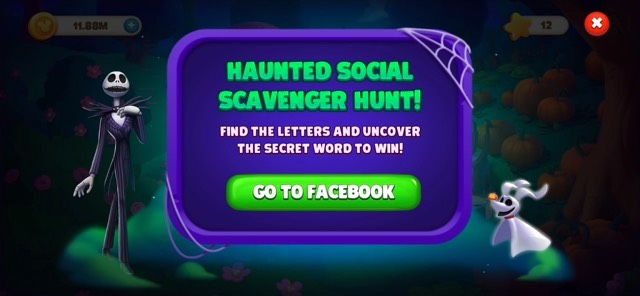 11.88M
12
HAUNTED SOCIAL
SCAVENGER HUNT!
FIND THE LETTERS AND UNCOVER
THE SECRET WORD TO WIN!
GO TO FACEBOOK